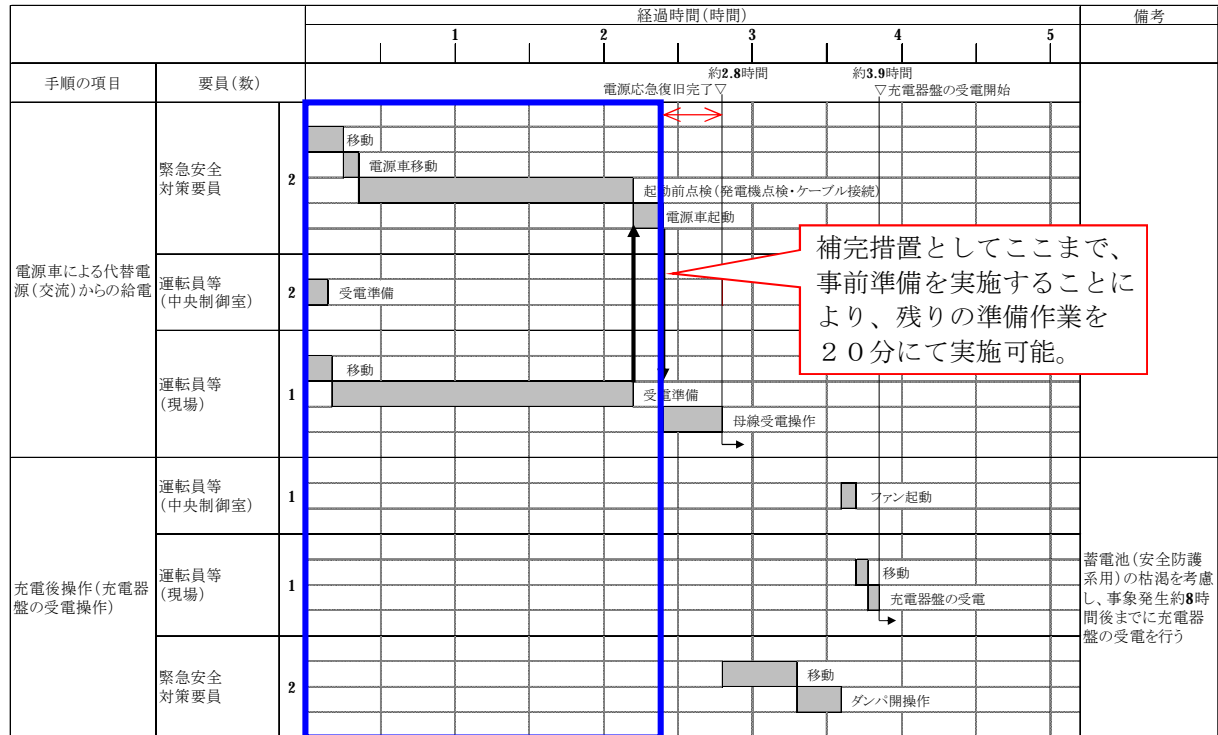 経過時間(時間)
備考
1
2
3
4
5
手順の項目
要員(数)
約2.8時間
電源応急復旧完了▽
約3.9時間
▽充電器盤の受電開始
電源車による代替電
源(交流)からの給電
緊急安全
対策要員
2
移動
電源車移動
起動前点検(発電機点検・ケーブル接続)
電源車起動
補完措置としてここまで、
事前準備を実施することに
より、残りの準備作業を
20分にて実施可能。
運転員等
(中央制御室)
2
受電準備
運転員等
(現場)
1
移動
受電準備
母線受電操作
充電後操作(充電器
盤の受電操作)
運転員等
(中央制御室)
1
ファン起動
運転員等
(現場)
1
移動
充電器盤の受電
緊急安全
対策要員
2
移動
ダンパ開操作
蓄電池(安全防護
系用)の枯渇を考慮
し、事象発生約8時
間後までに充電器
盤の受電を行う